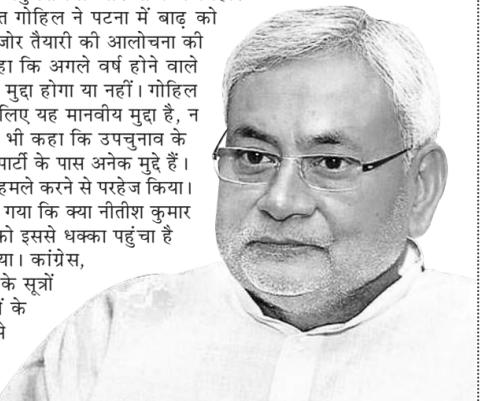 त गोहिल ने पटना में बाढ़ को
जोर तैयारी की आलोचना की
हा कि अगले वर्ष होने वाले
मुद्दा होगा या नहीं। गोहिल
लिए यह मानवीय मुद्दा है, न
भी कहा कि उपचुनाव के
पार्टी के पास अनेक मुद्दे हैं।
हमले करने से परहेज किया।
गया कि क्या नीतीश कुमार
को इससे धक्का पहुंचा है
या। कांग्रेस,
के सूत्रों
ं के
से